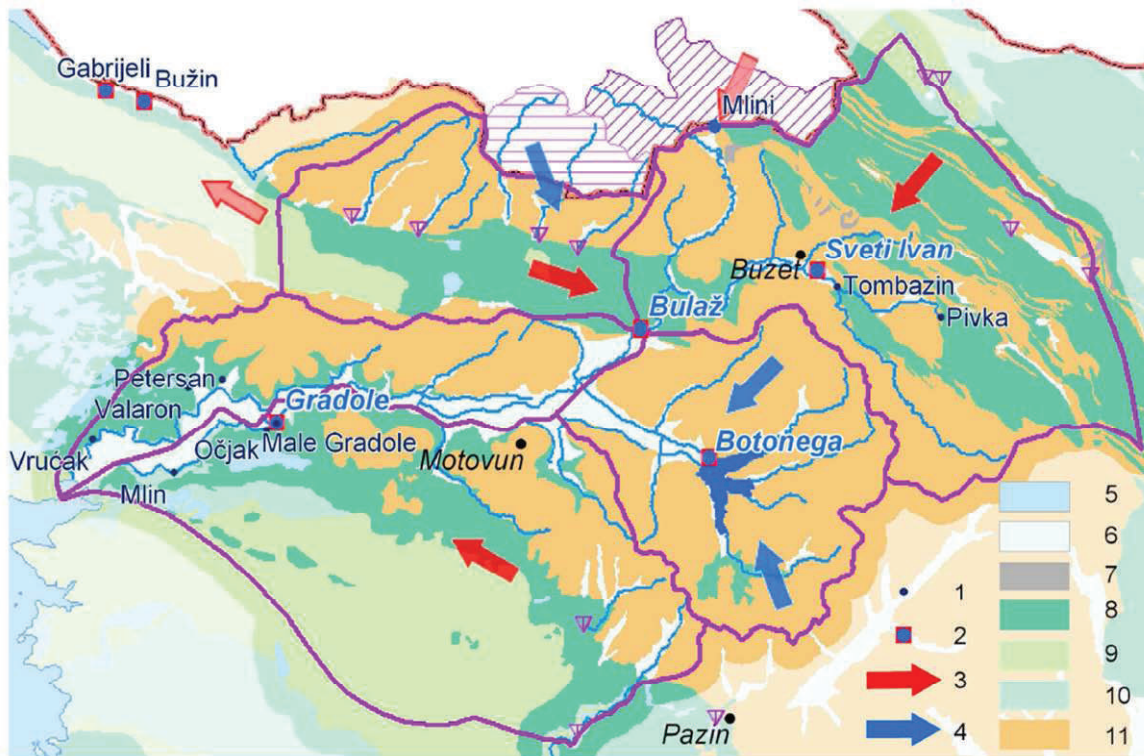 Gabrijeli
Bužin
Mlini
Buzet
Sveti Ivan
Tombazin
Pivka
Bulaž
Petersan
Valaron
Gradole
Vrućak
Očjak
Male Gradole
Motovun
Botonega
Mlin
Pazin
1
2
3
4
5
6
7
8
9
10
11